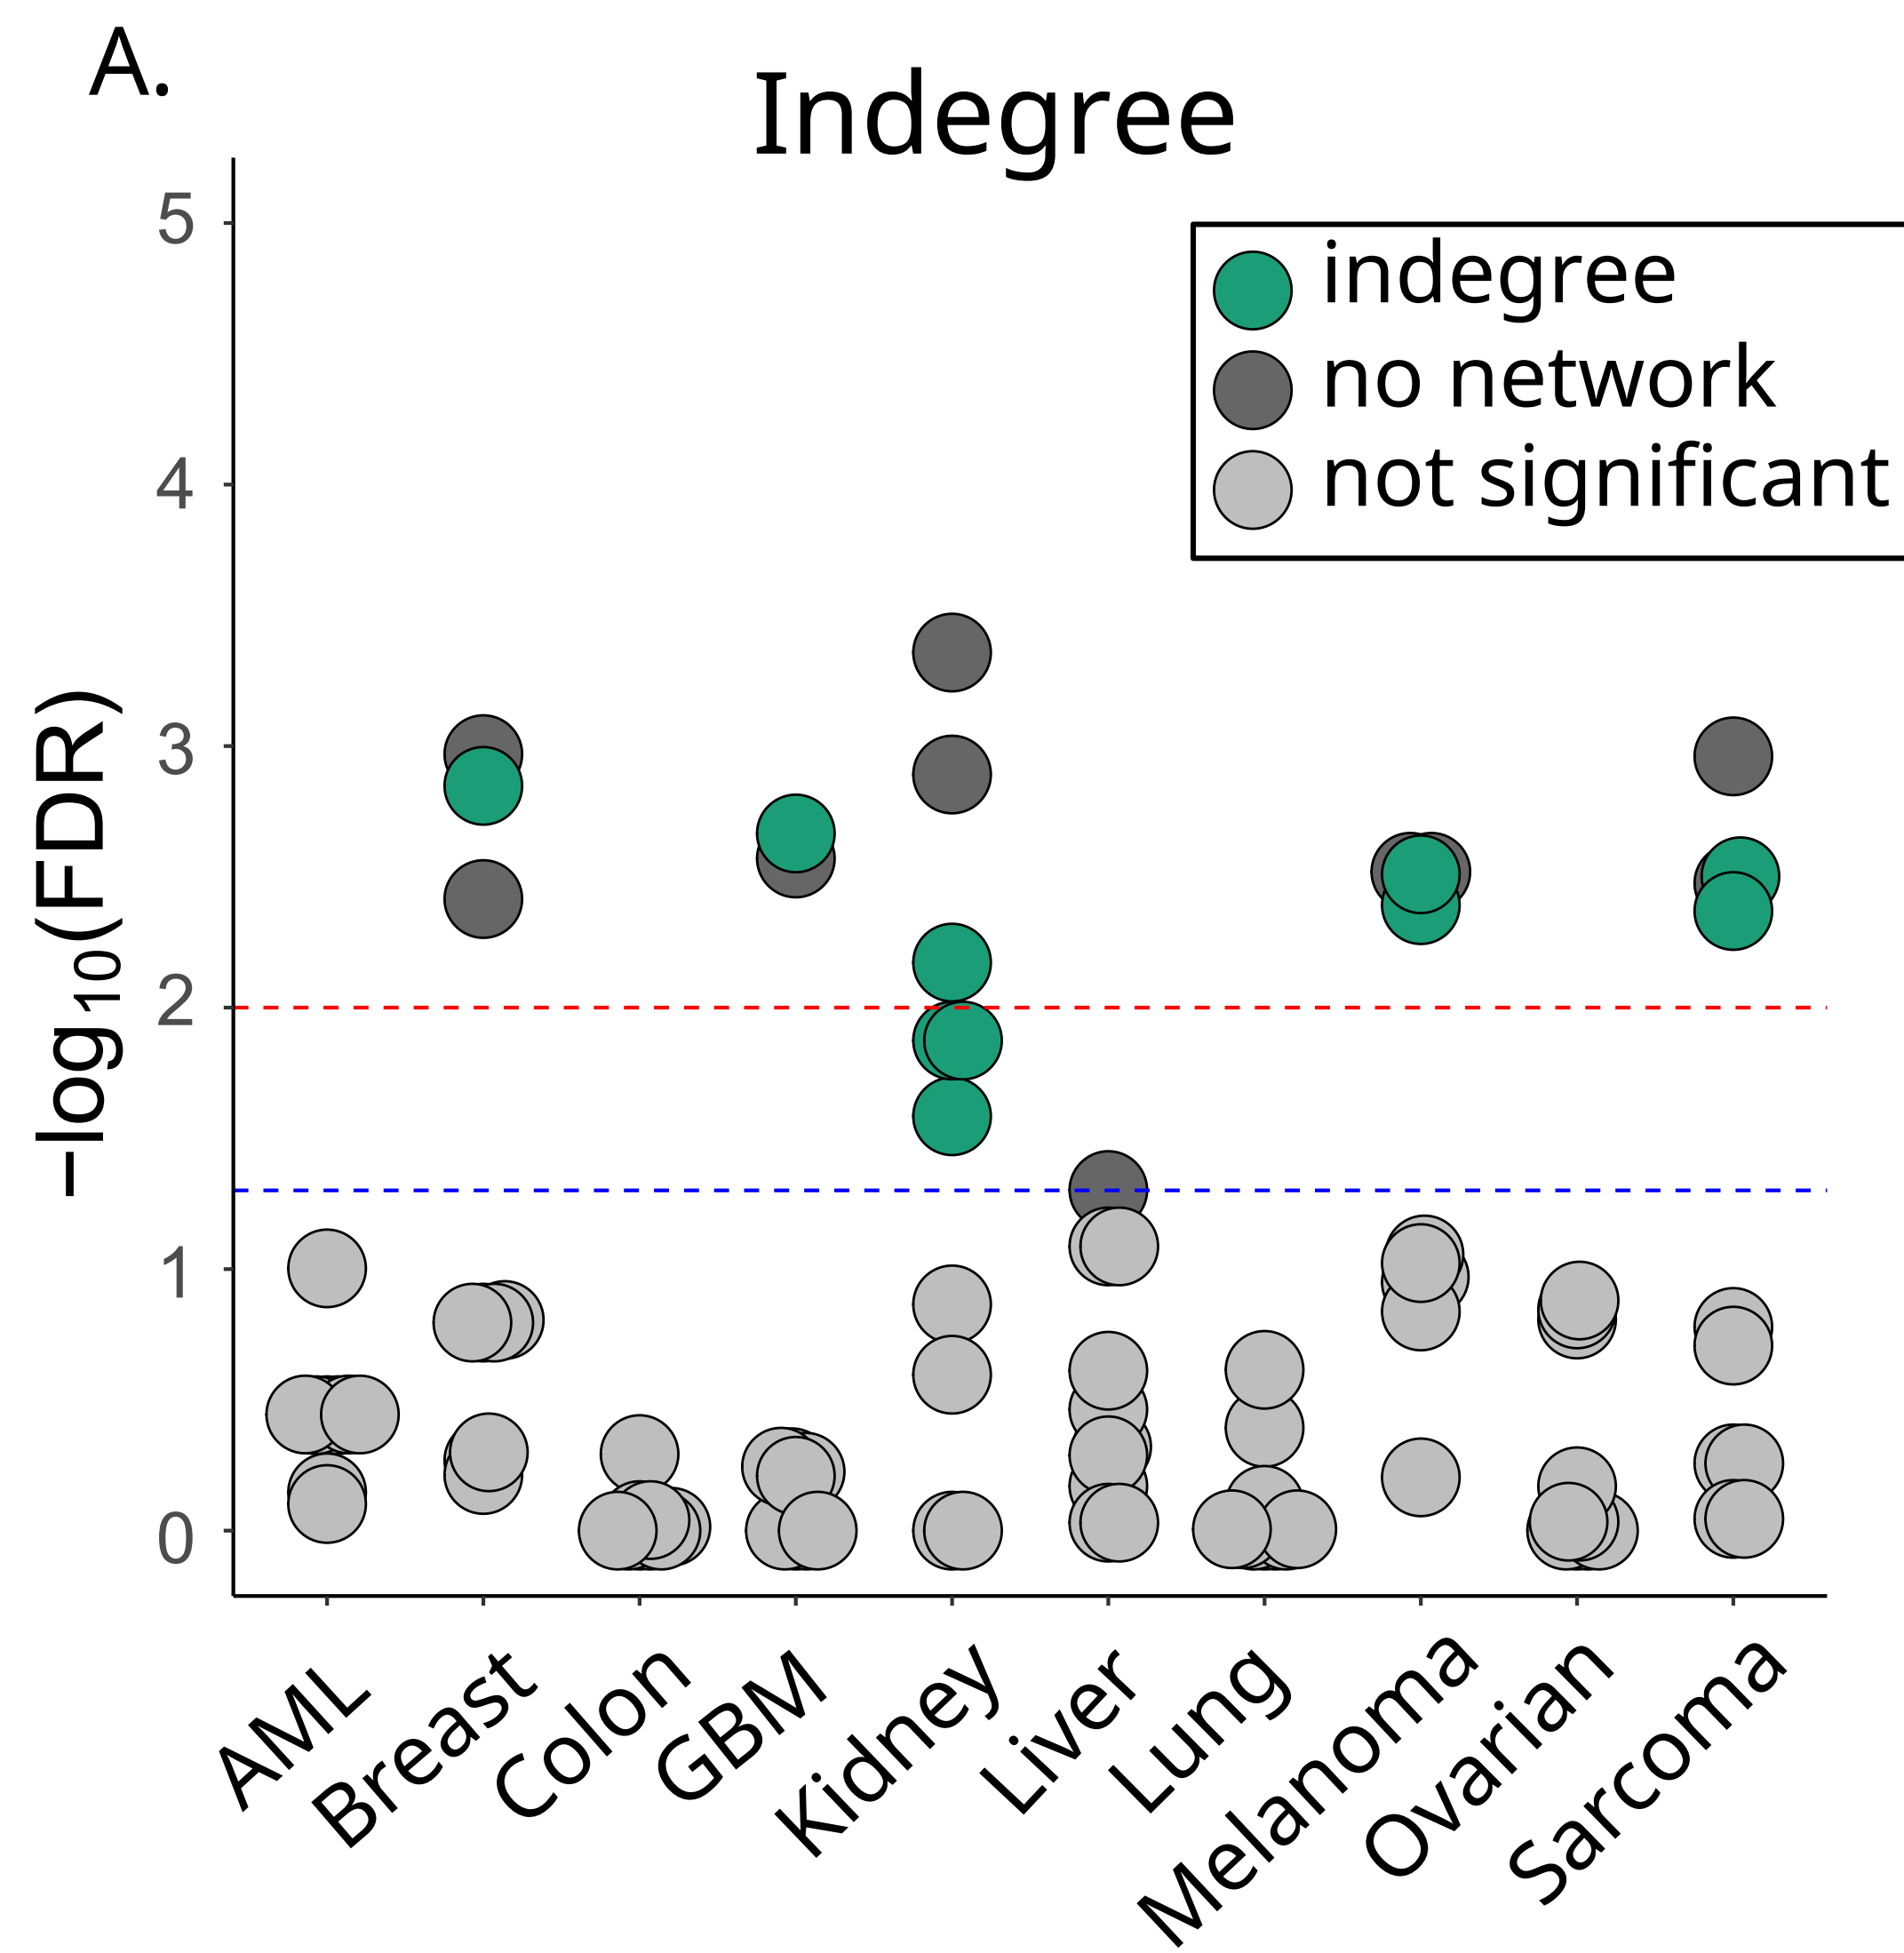 A.
Indegree
indegree
no network
not significant
−log10(FDR)
5
4
3
2
1
0
AML
Breast
Colon
GBM
Kidney
Liver
Lung
Melanoma
Ovarian
Sarcoma